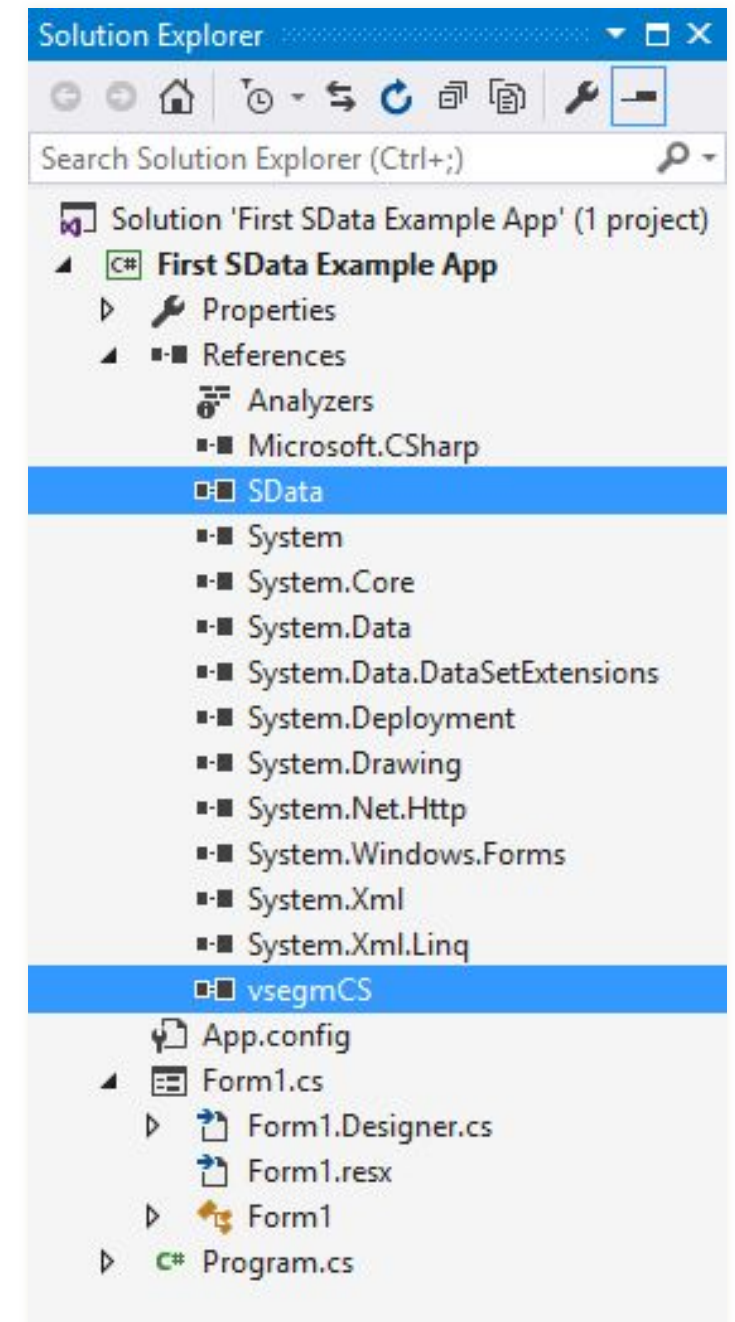 Solution Explorer
Search Solution Explorer (Ctrl+;)
Solution 'First SData Example App' (1 project)
C# First SData Example App
Properties
References
Analyzers
Microsoft.CSharp
SData
System
System.Core
System.Data
System.Data.DataSetExtensions
System.Deployment
System.Drawing
System.Net.Http
System.Windows.Forms
System.Xml
System.Xml.Linq
vsegmCS
App.config
Form1.cs
Form1.Designer.cs
Form1.resx
Form1
C# Program.cs